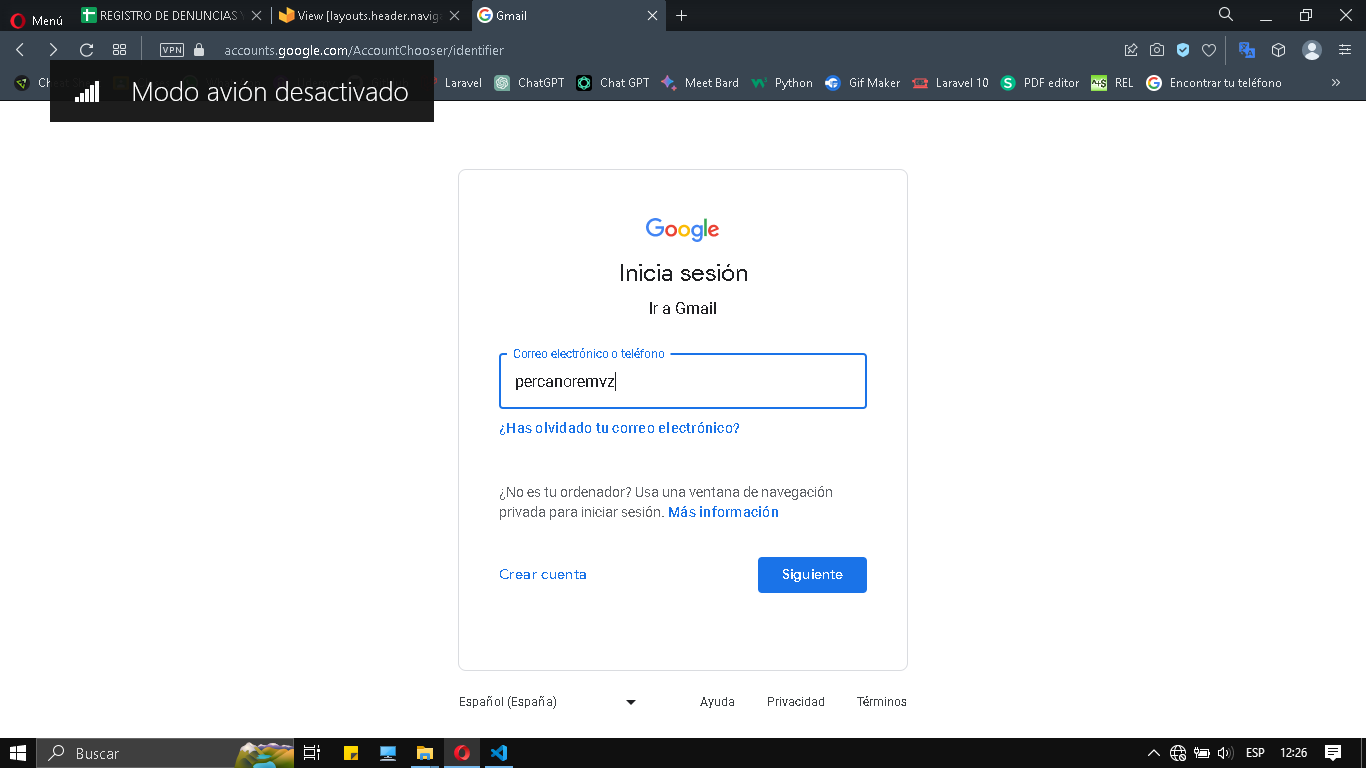 Menú
REGISTRO DE DENUNCIAS
View [layouts.header.navig
Gmail
VPN
accounts.google.com/AccountChooser/identifier
Laravel
ChatGPT
Chat GPT
Meet Bard
Python
Gif Maker
Laravel 10
PDF editor
REL
Encontrar tu teléfono
Modo avión desactivado
Google
Inicia sesión
Ir a Gmail
Correo electrónico o teléfono
percanoremvz
¿Has olvidado tu correo electrónico?
¿No es tu ordenador? Usa una ventana de navegación
privada para iniciar sesión. Más información
Crear cuenta
Siguiente
Español (España)
Ayuda
Privacidad
Términos
Buscar
ESP
12:26